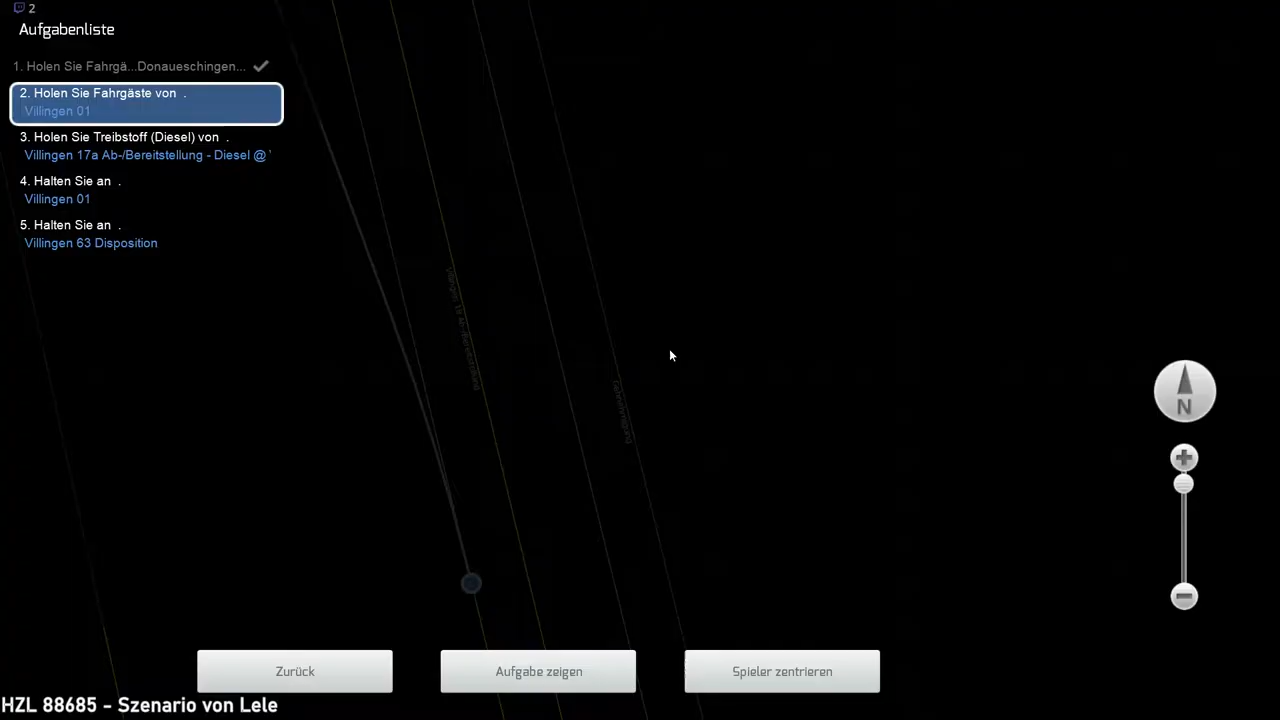 2
Aufgabenliste
1. Holen Sie Fahrgä...Donaueschingen...
2. Holen Sie Fahrgäste von .
Villingen 01
3. Holen Sie Treibstoff (Diesel) von .
Villingen 17a Ab-/Bereitstellung - Diesel @
4. Halten Sie an .
Villingen 01
5. Halten Sie an .
Villingen 63 Disposition
N
Zurück
Aufgabe zeigen
Spieler zentrieren
HZL 88685 - Szenario von Lele